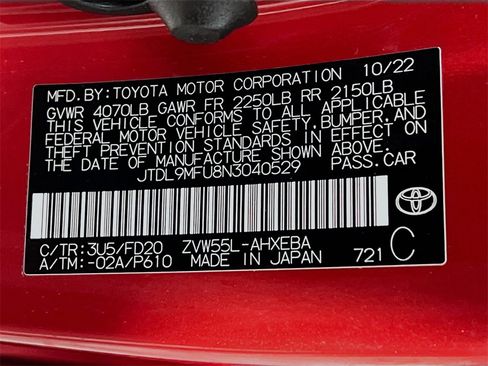 MFD.BY:TOYOTA MOTOR CORPORATION 10/22
GVWR 4070LB GAWR FR 2250LB RR 2150LB
THIS VEHICLE CONFORMS TO ALL APPLICABLE
FEDERAL MOTOR VEHICLE SAFETY,BUMPER,AND
THEFT PREVENTION STANDARDS IN EFFECT ON
THE DATE OF MANUFACTURE SHOWN ABOVE.
JTDL9MFU8N3040529 PASS.CAR
C/TR:3U5/FD20 ZVW55L-AHXEBA
A/TM:-02A/P610 MADE IN JAPAN 721 C